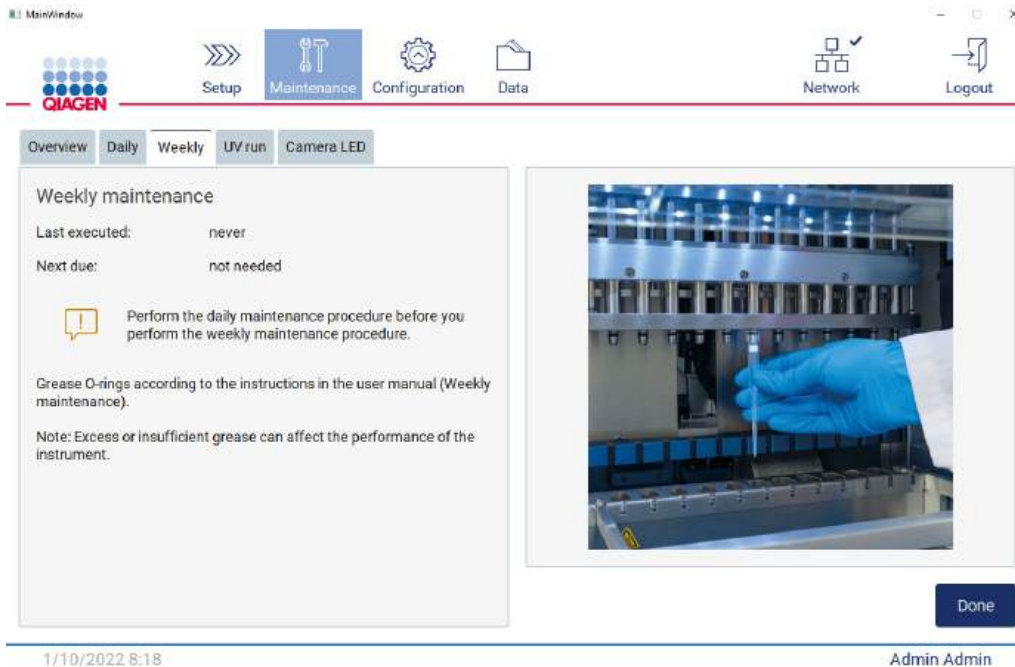 MainWindow
QIAGEN
Setup
Maintenance
Configuration
Data
Network
Logout
Overview
Daily
Weekly
UV run
Camera LED
Weekly maintenance
Last executed: never
Next due: not needed
Perform the daily maintenance procedure before you
perform the weekly maintenance procedure.
Grease O-rings according to the instructions in the user manual (Weekly
maintenance).
Note: Excess or insufficient grease can affect the performance of the
instrument.
Done
1/10/2022 8:18
Admin Admin